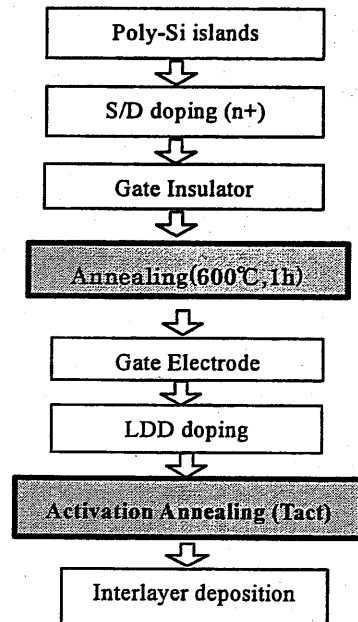 Poly-Si islands
S/D doping (n+)
Gate Insulator
Annealing(600℃,1h)
Gate Electrode
LDD doping
Activation Annealing (Tact)
Interlayer deposition